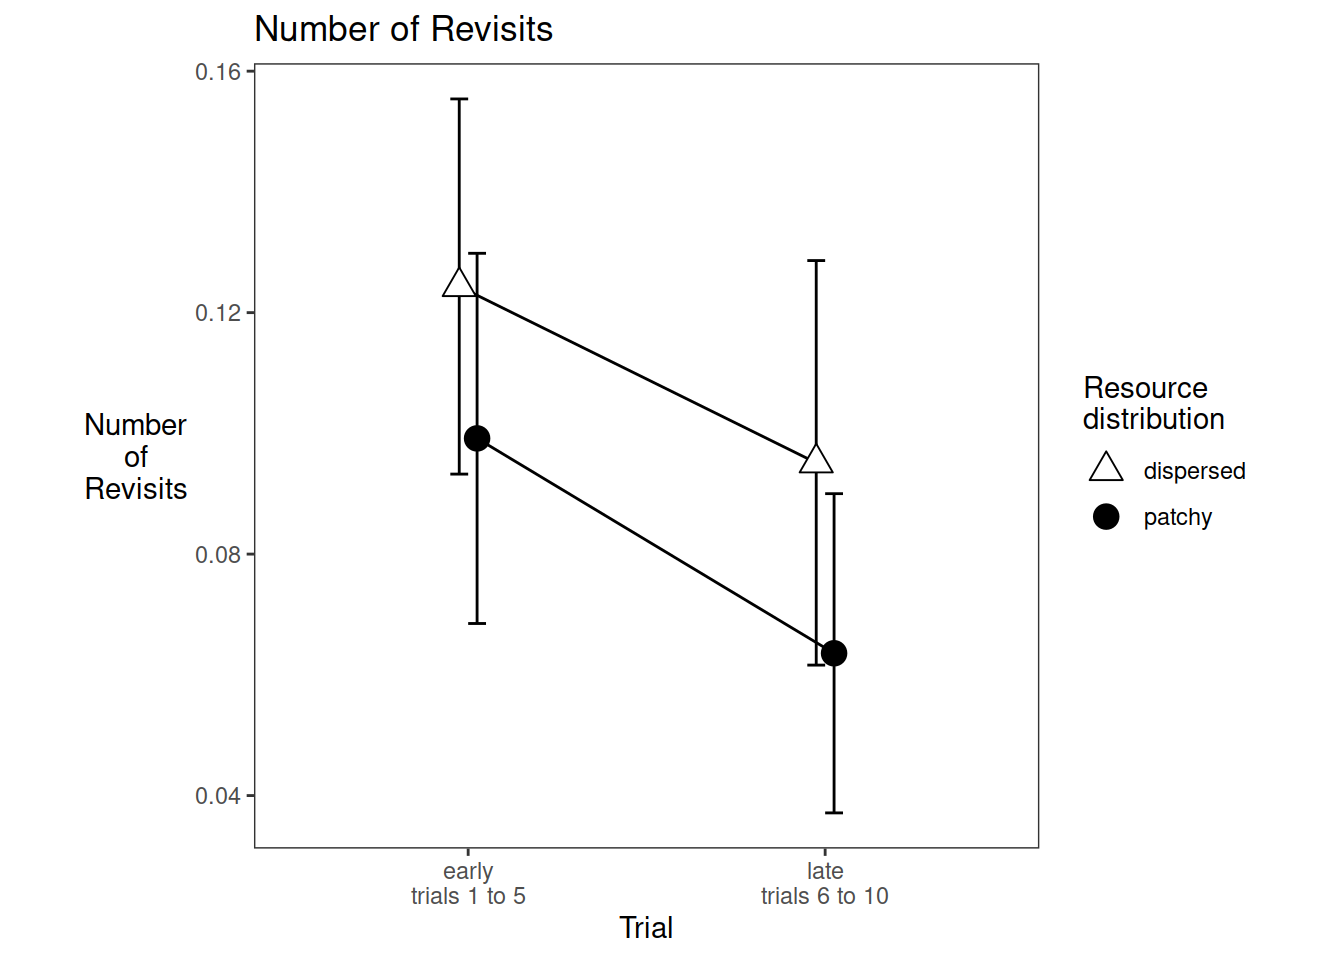 Number of Revisits
0.16
0.12
0.08
0.04
Number
of
Revisits
early
trials 1 to 5
late
trials 6 to 10
Trial
Resource
distribution
dispersed
patchy